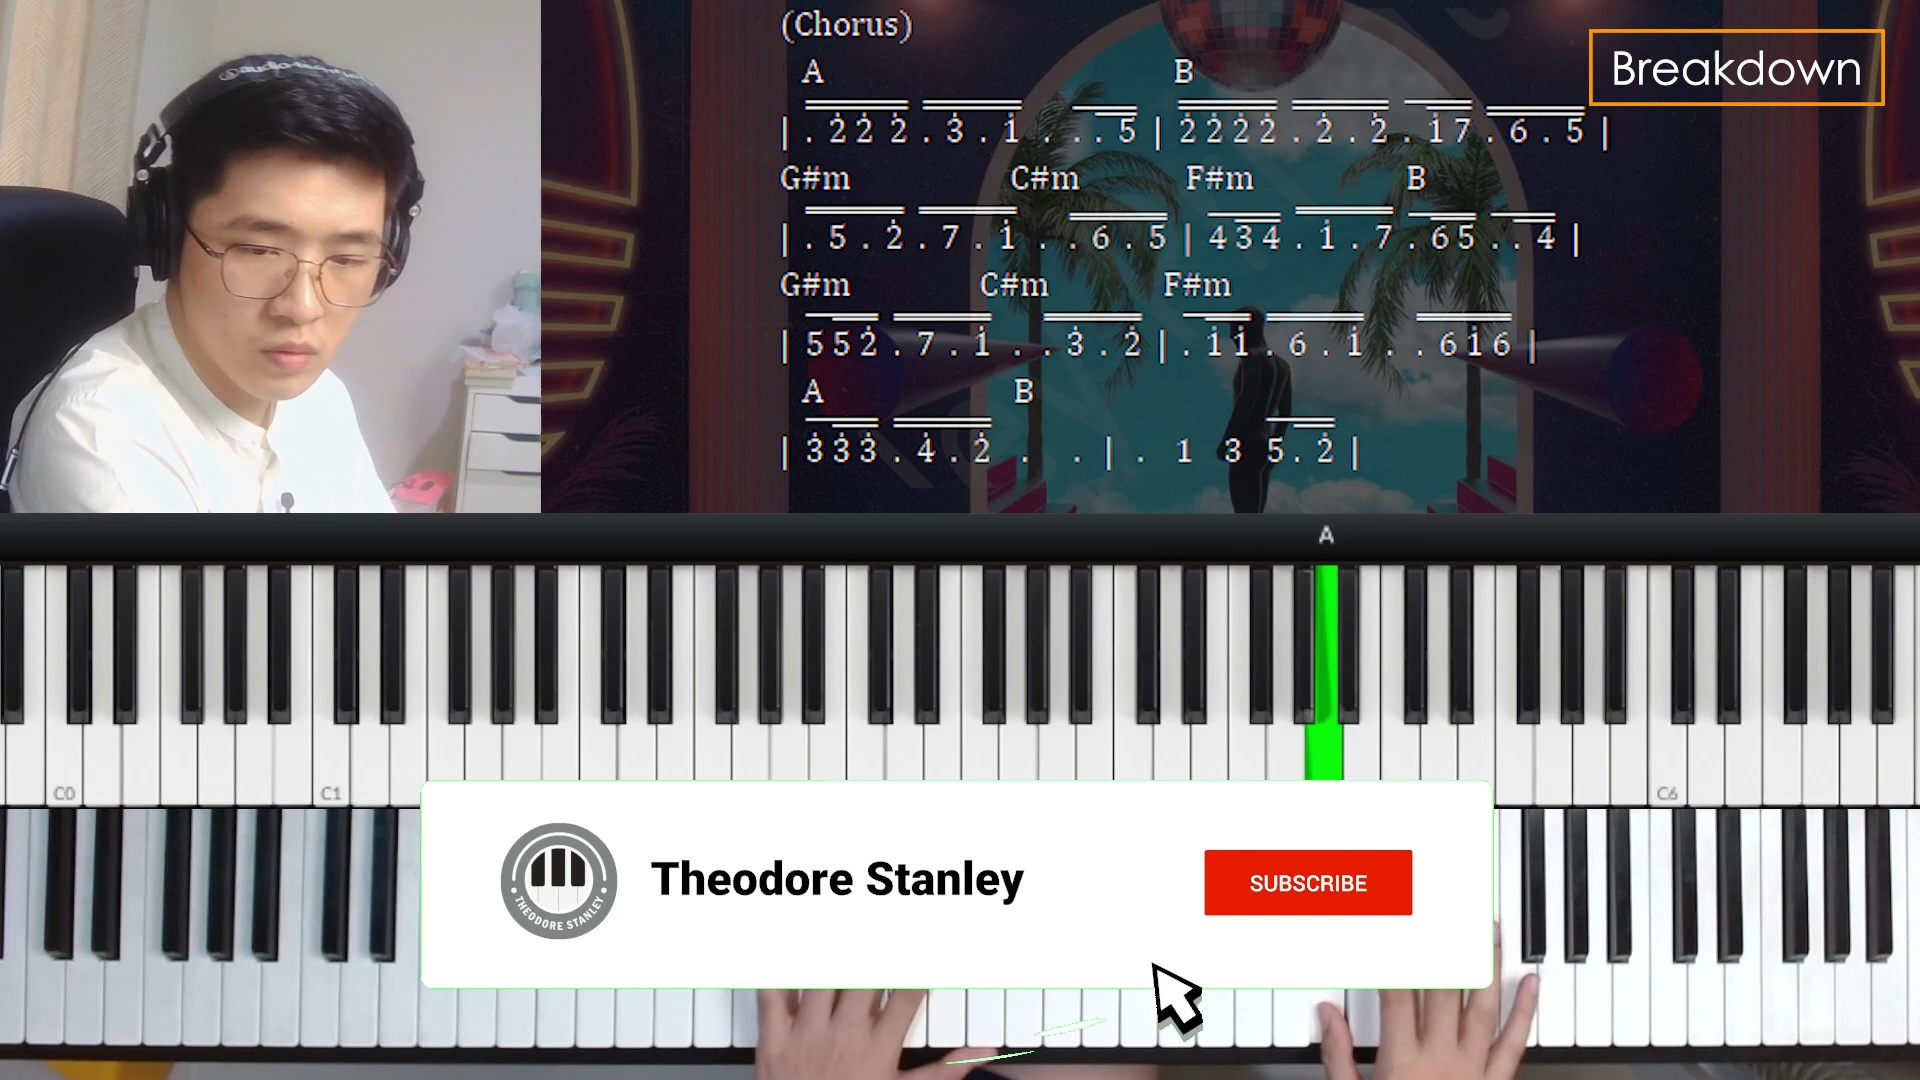 audio-technica
(Chorus)
Breakdown
A B
| . 2̇ 2̇ 2̇ . 3̇ . 1̇ . . . 5 | 2̇ 2̇ 2̇ 2̇ . 2̇ . 2̇ . 1̇ 7 . 6 . 5 |
G#m C#m F#m B
| . 5 . 2̇ . 7 . 1̇ . . 6 . 5 | 4 3 4 . 1̇ . 7 . 6 5 . . 4 |
G#m C#m F#m
| 5 5 2̇ . 7 . 1̇ . . 3̇ . 2̇ | . 1̇ 1̇ . 6 . 1̇ . . 6 1̇ 6 |
A B
| 3̇ 3̇ 3̇ . 4̇ . 2̇ . . | . 1 3 5 . 2̇ |
A
C0 C1 C6
THEODORE STANLEY
Theodore Stanley
SUBSCRIBE